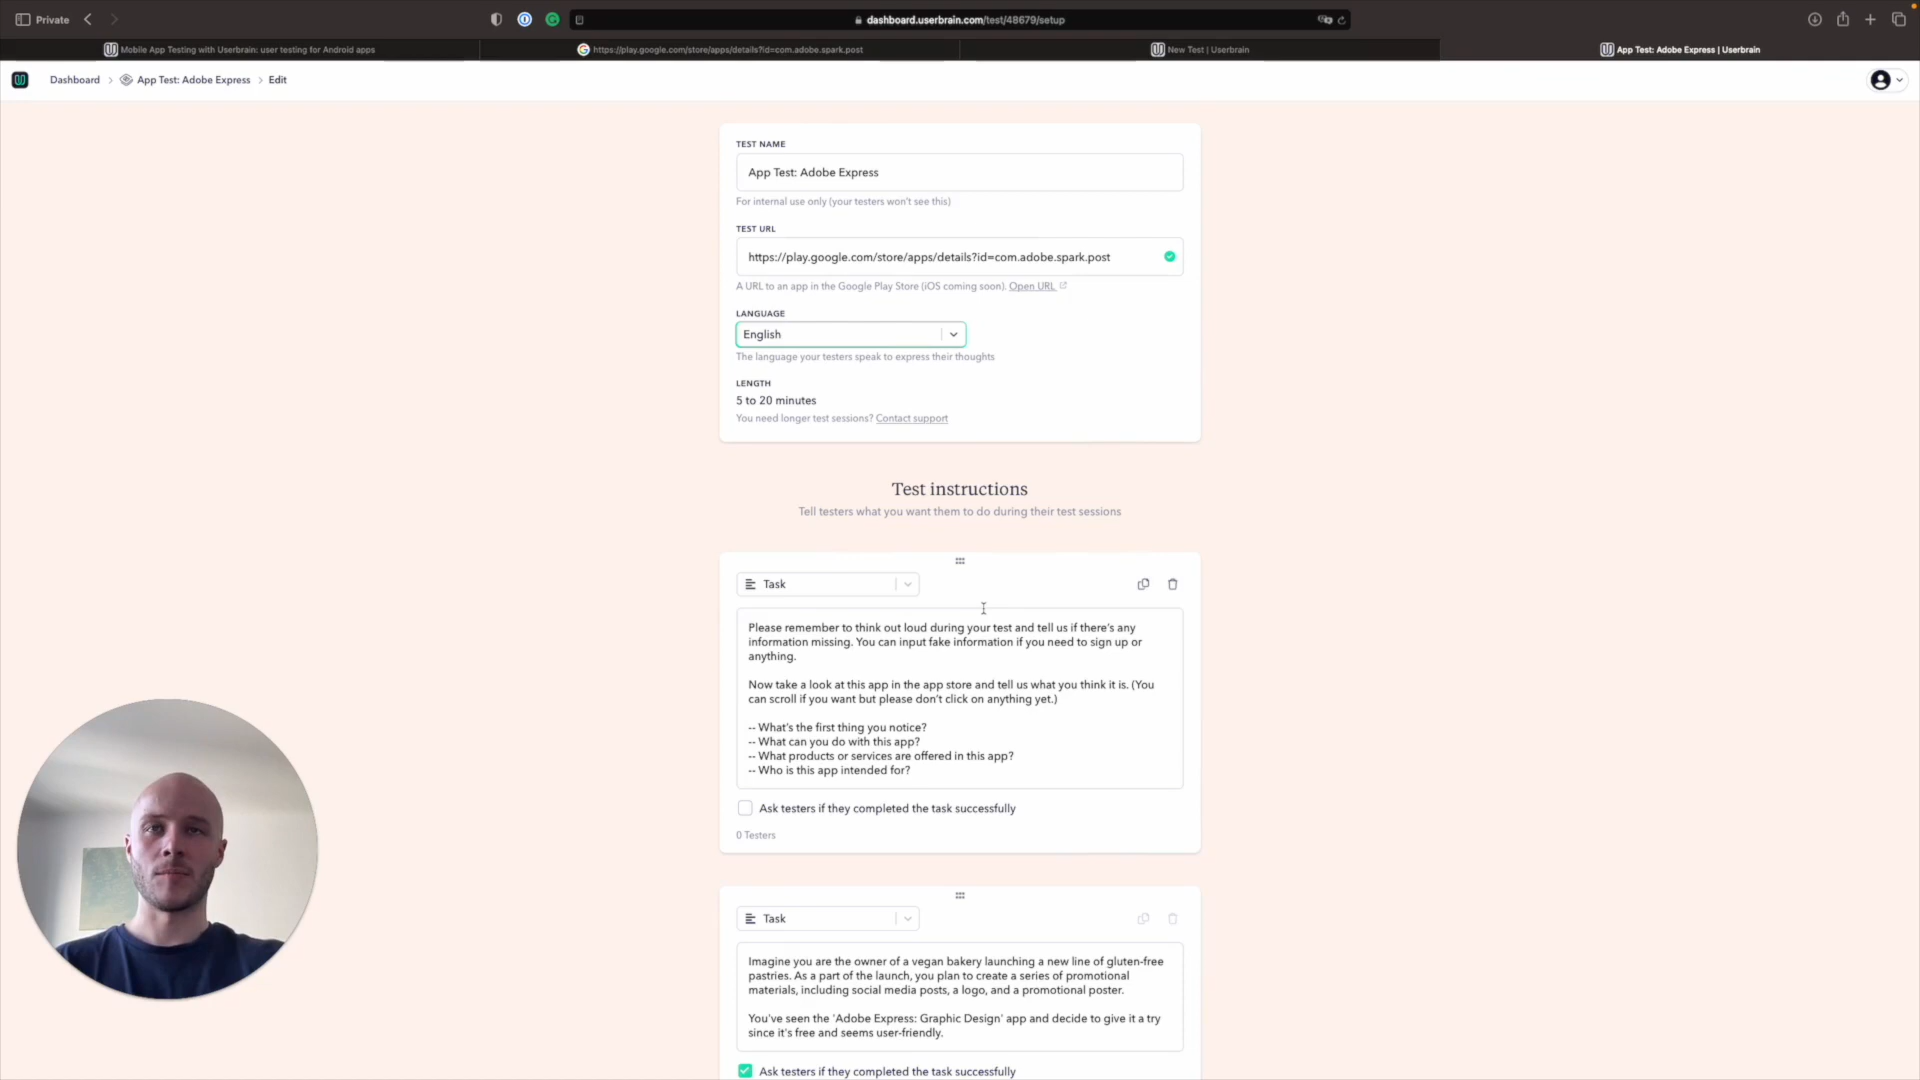 Private
dashboard.userbrain.com/test/48679/setup
Mobile App Testing with Userbrain: user testing for Android apps
https://play.google.com/store/apps/details?id=com.adobe.spark.post
New Test | Userbrain
App Test: Adobe Express | Userbrain
Dashboard > App Test: Adobe Express > Edit
TEST NAME
App Test: Adobe Express
For internal use only (your testers won't see this)
TEST URL
https://play.google.com/store/apps/details?id=com.adobe.spark.post
A URL to an app in the Google Play Store (iOS coming soon). Open URL
LANGUAGE
English
The language your testers speak to express their thoughts
LENGTH
5 to 20 minutes
You need longer test sessions? Contact support
Test instructions
Tell testers what you want them to do during their test sessions
Task
Please remember to think out loud during your test and tell us if there's any
information missing. You can input fake information if you need to sign up or
anything.
Now take a look at this app in the app store and tell us what you think it is. (You
can scroll if you want but please don't click on anything yet.)
-- What's the first thing you notice?
-- What can you do with this app?
-- What products or services are offered in this app?
-- Who is this app intended for?
Ask testers if they completed the task successfully
0 Testers
Task
Imagine you are the owner of a vegan bakery launching a new line of gluten-free
pastries. As a part of the launch, you plan to create a series of promotional
materials, including social media posts, a logo, and a promotional poster.
You've seen the 'Adobe Express: Graphic Design' app and decide to give it a try
since it's free and seems user-friendly.
Ask testers if they completed the task successfully